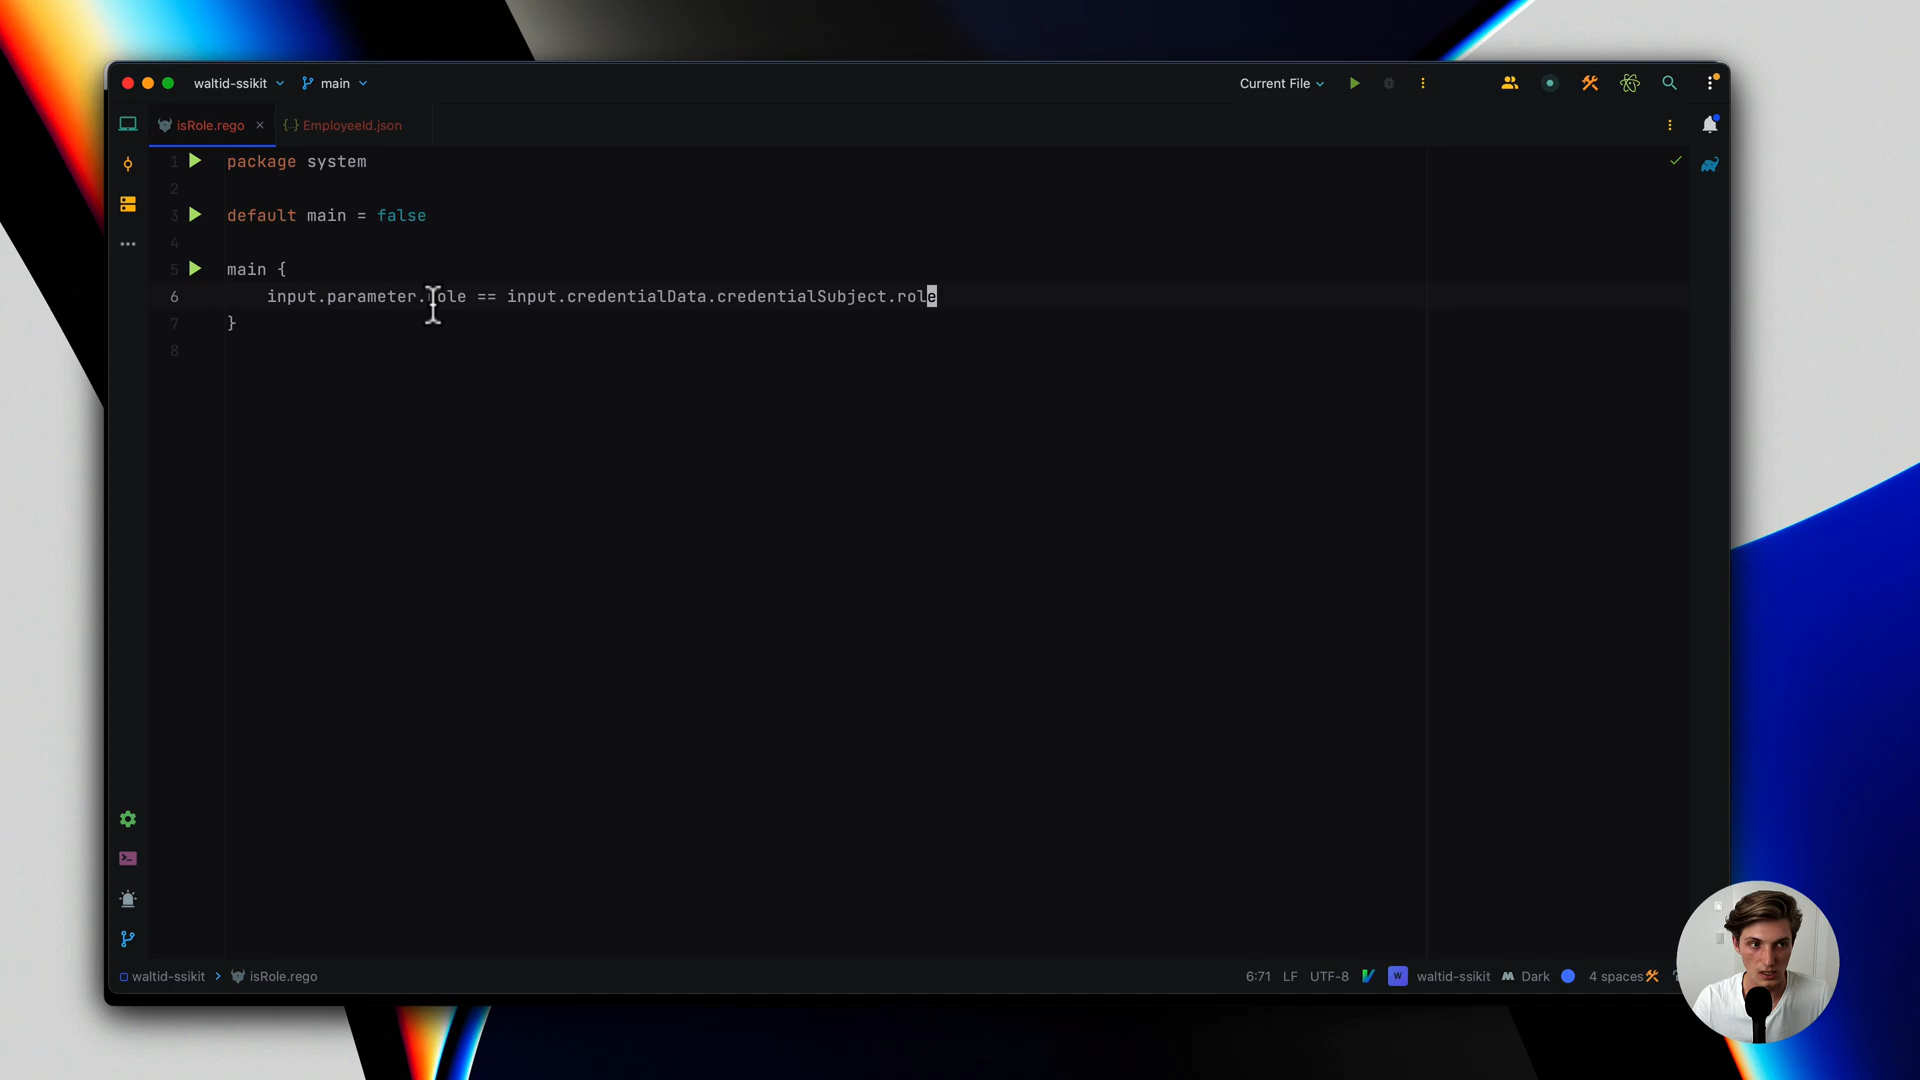 waltid-ssikit main Current File
isRole.rego EmployeeId.json
1 package system
2
3 default main = false
4
5 main {
6 input.parameter.role == input.credentialData.credentialSubject.role
7 }
8
waltid-ssikit > isRole.rego 6:71 LF UTF-8 W waltid-ssikit Dark 4 spaces